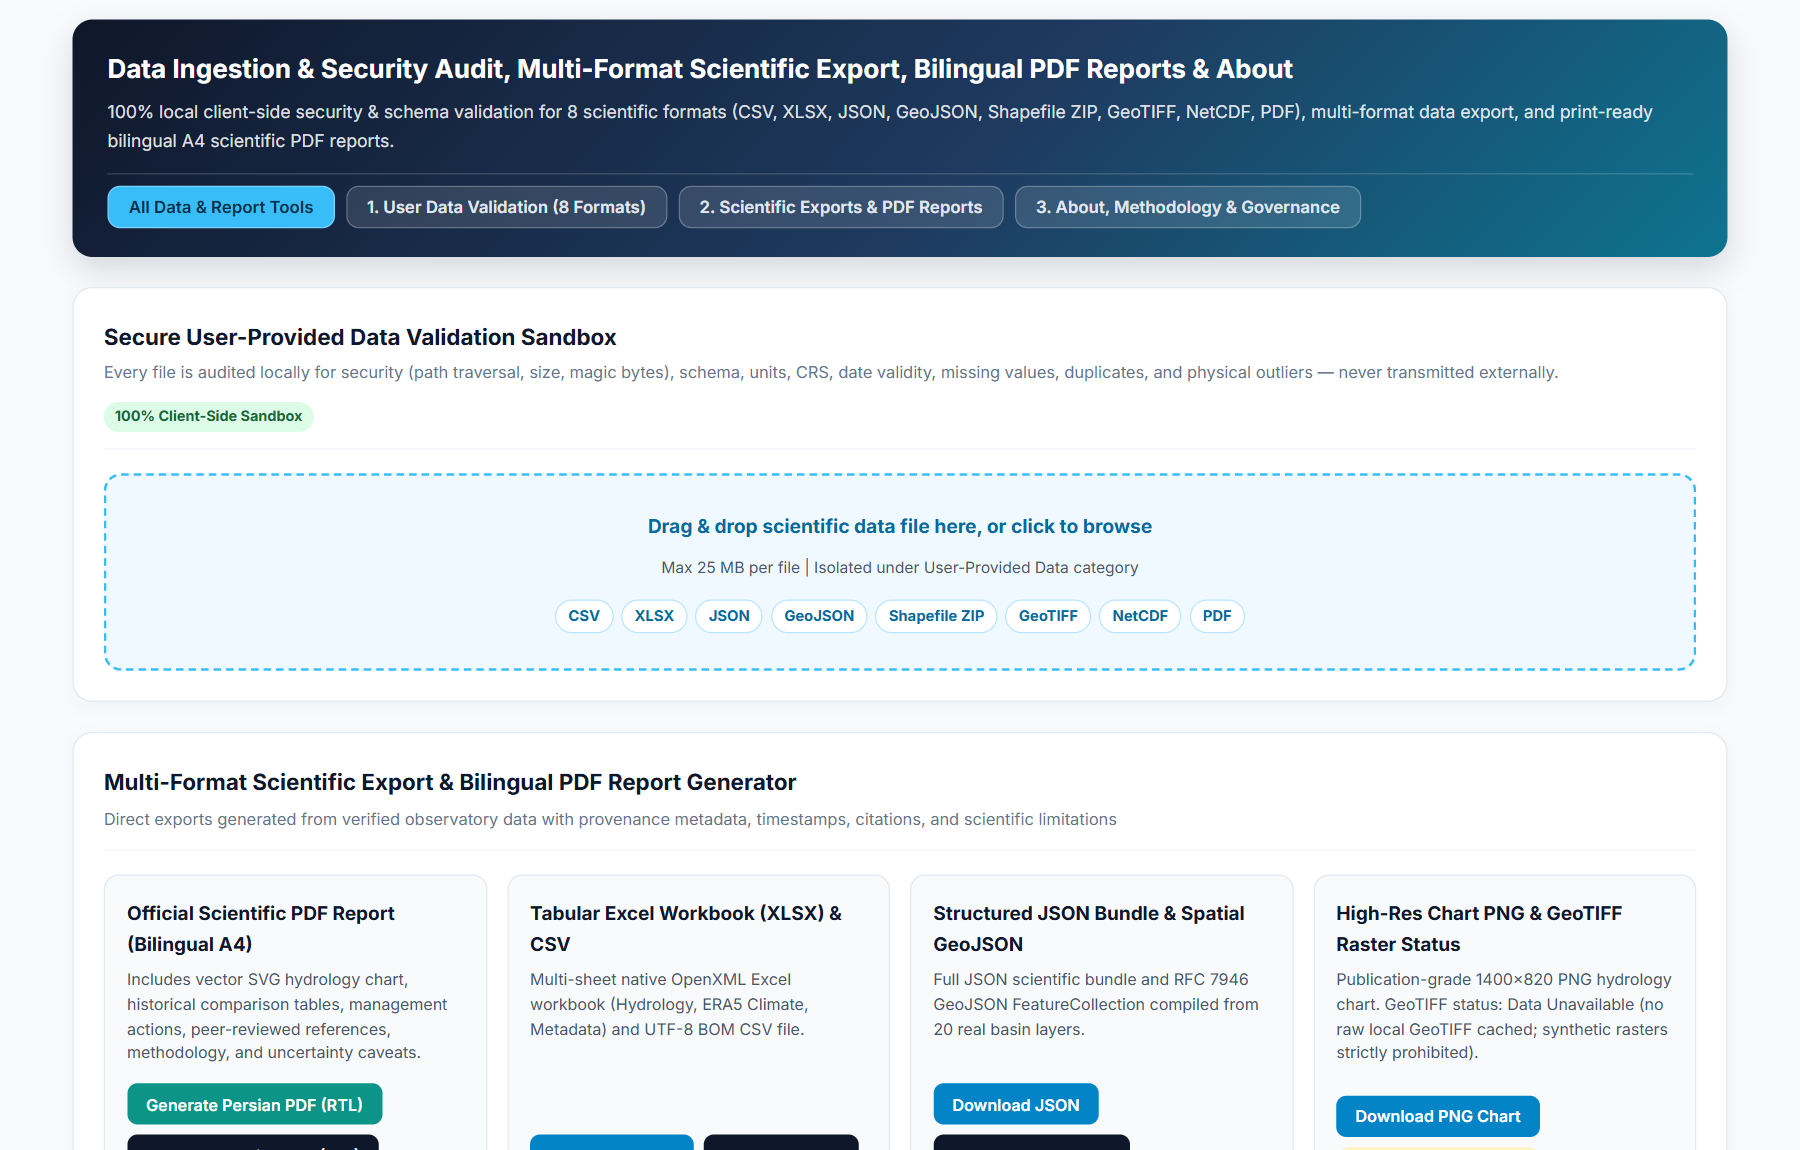 Data Ingestion & Security Audit, Multi-Format Scientific Export, Bilingual PDF Reports & About
100% local client-side security & schema validation for 8 scientific formats (CSV, XLSX, JSON, GeoJSON, Shapefile ZIP, GeoTIFF, NetCDF, PDF), multi-format data export, and print-ready
bilingual A4 scientific PDF reports.
All Data & Report Tools
1. User Data Validation (8 Formats)
2. Scientific Exports & PDF Reports
3. About, Methodology & Governance
Secure User-Provided Data Validation Sandbox
Every file is audited locally for security (path traversal, size, magic bytes), schema, units, CRS, date validity, missing values, duplicates, and physical outliers — never transmitted externally.
100% Client-Side Sandbox
Drag & drop scientific data file here, or click to browse
Max 25 MB per file | Isolated under User-Provided Data category
CSV
XLSX
JSON
GeoJSON
Shapefile ZIP
GeoTIFF
NetCDF
PDF
Multi-Format Scientific Export & Bilingual PDF Report Generator
Direct exports generated from verified observatory data with provenance metadata, timestamps, citations, and scientific limitations
Official Scientific PDF Report
(Bilingual A4)
Includes vector SVG hydrology chart,
historical comparison tables, management
actions, peer-reviewed references,
methodology, and uncertainty caveats.
Generate Persian PDF (RTL)
Tabular Excel Workbook (XLSX) &
CSV
Multi-sheet native OpenXML Excel
workbook (Hydrology, ERA5 Climate,
Metadata) and UTF-8 BOM CSV file.
Structured JSON Bundle & Spatial
GeoJSON
Full JSON scientific bundle and RFC 7946
GeoJSON FeatureCollection compiled from
20 real basin layers.
Download JSON
High-Res Chart PNG & GeoTIFF
Raster Status
Publication-grade 1400×820 PNG hydrology
chart. GeoTIFF status: Data Unavailable (no
raw local GeoTIFF cached; synthetic rasters
strictly prohibited).
Download PNG Chart